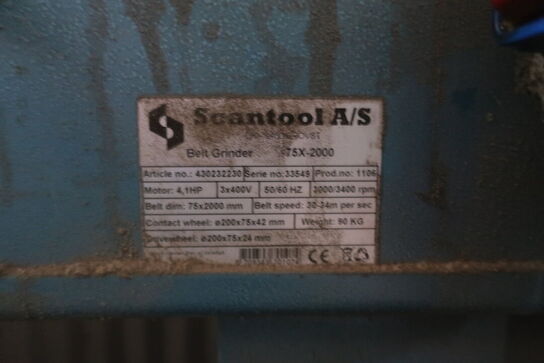 Scantool A/S
Belt Grinder 75X-2000
Article no.: 430232230 Serie no:33549 Prod.no: 1106
Motor: 4,1HP 3x400V 50/60 HZ 3000/3400 rpm
Belt dim: 75x2000 mm Belt speed: 30-34m per sec
Contact wheel: ø200x75x42 mm Weight: 90 KG
Drivewheel: ø200x75x24 mm
CE